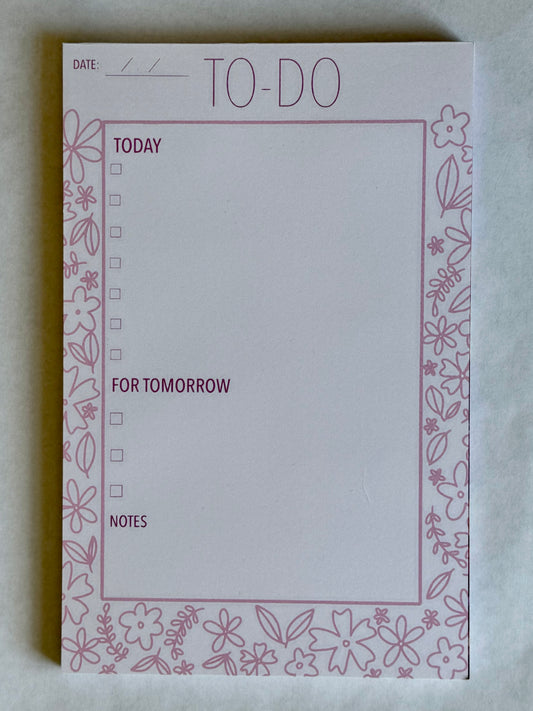 DATE: / /
TO-DO
TODAY
FOR TOMORROW
NOTES